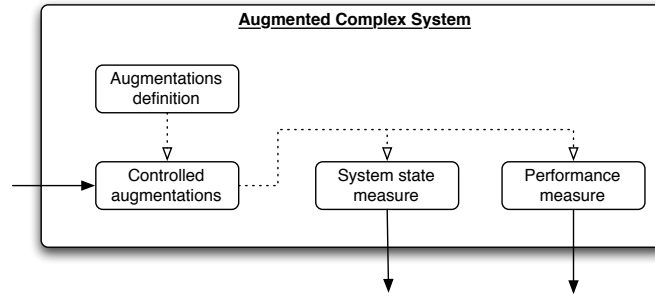 Augmented Complex System
Augmentations
definition
Controlled
augmentations
System state
measure
Performance
measure